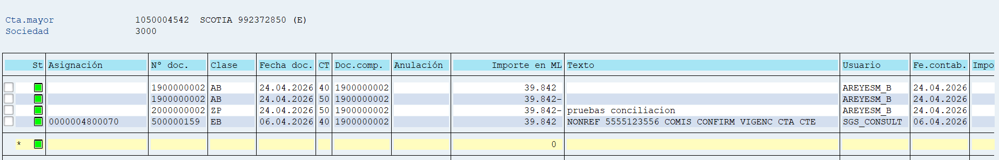 Cta.mayor 1050004542 SCOTIA 992372850 (E)
Sociedad 3000
St Asignación N° doc. Clase Fecha doc. CT Doc.comp. Anulación Importe en ML Texto Usuario Fe.contab. Impo
1900000002 AB 24.04.2026 40 1900000002 39.842 AREYESM_B 24.04.2026
1900000002 AB 24.04.2026 50 1900000002 39.842- AREYESM_B 24.04.2026
2000000002 ZP 24.04.2026 50 1900000002 39.842- pruebas conciliacion AREYESM_B 24.04.2026
0000004800070 500000159 EB 06.04.2026 40 1900000002 39.842 NONREF 5555123556 COMIS CONFIRM VIGENC CTA CTE SGS_CONSULT 06.04.2026
* 0